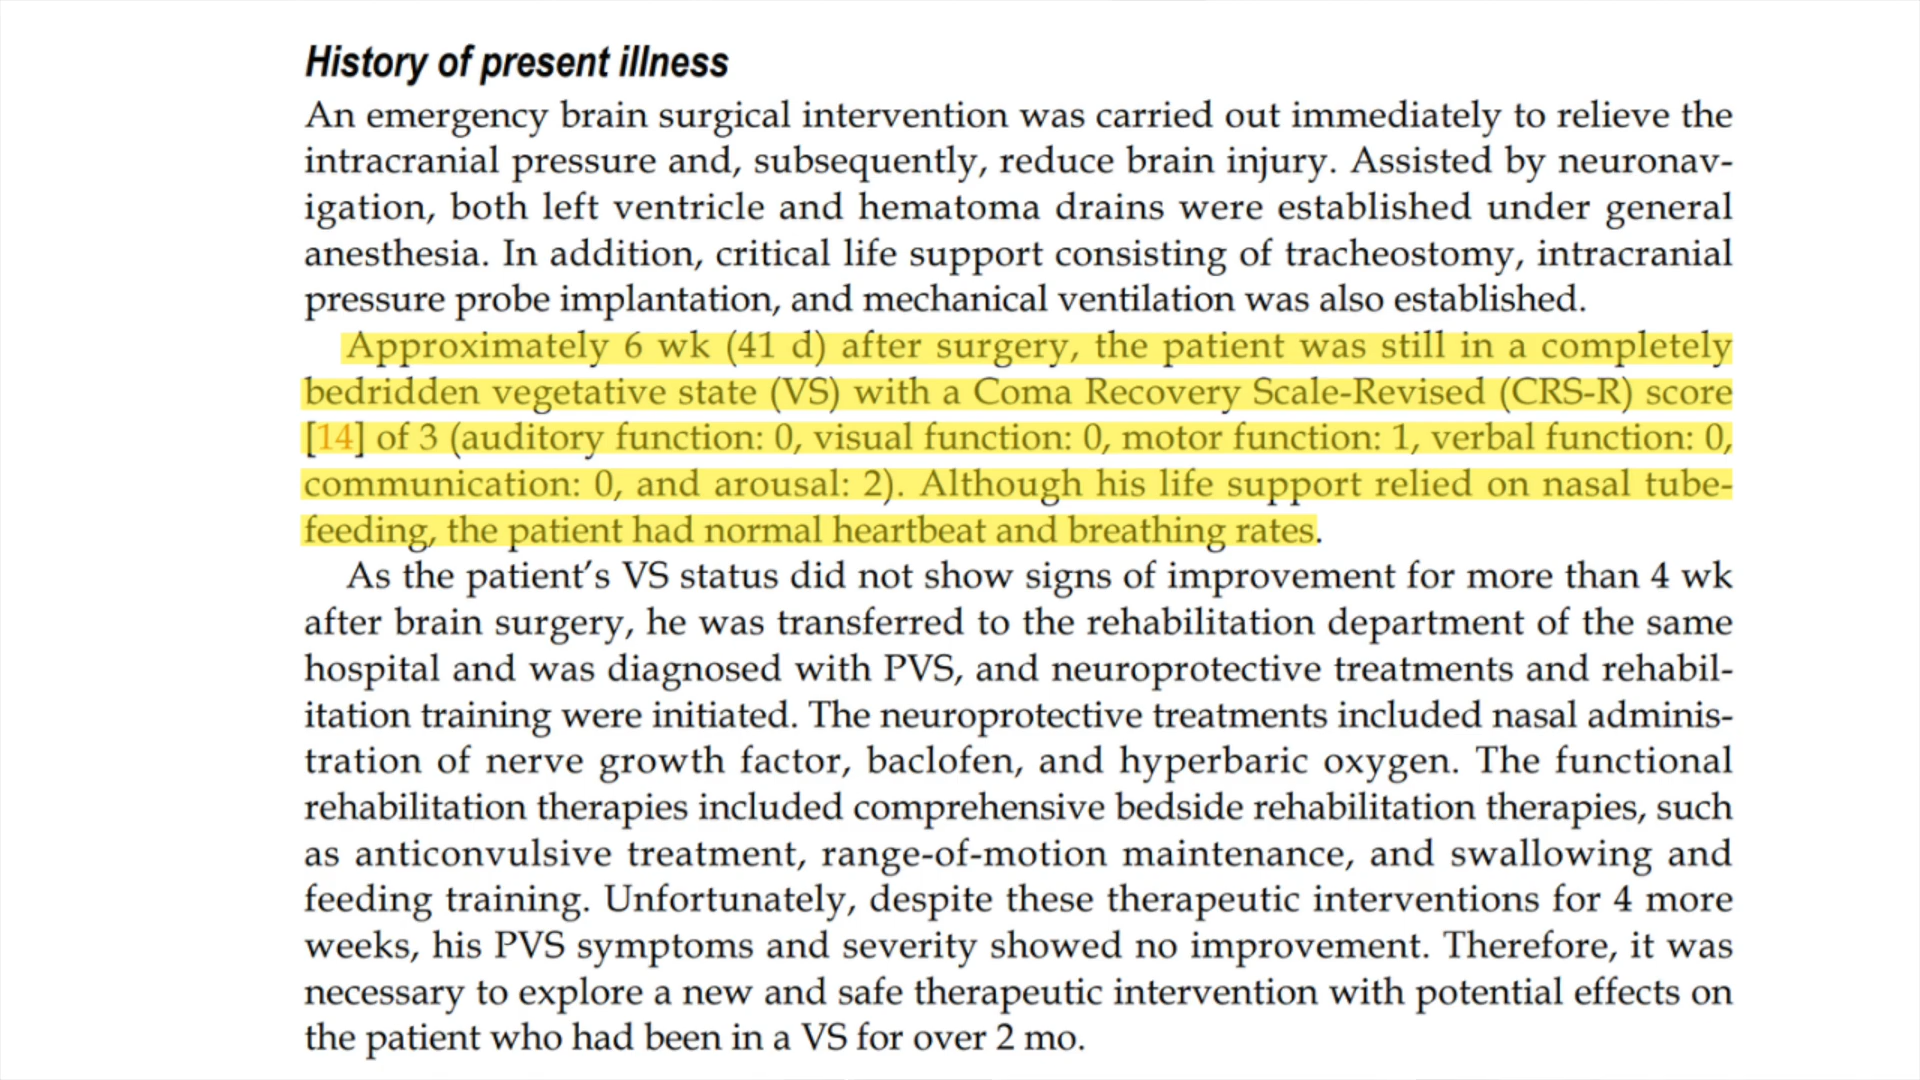 History of present illness
An emergency brain surgical intervention was carried out immediately to relieve the
intracranial pressure and, subsequently, reduce brain injury. Assisted by neuronav-
igation, both left ventricle and hematoma drains were established under general
anesthesia. In addition, critical life support consisting of tracheostomy, intracranial
pressure probe implantation, and mechanical ventilation was also established.
Approximately 6 wk (41 d) after surgery, the patient was still in a completely
bedridden vegetative state (VS) with a Coma Recovery Scale-Revised (CRS-R) score
[14] of 3 (auditory function: 0, visual function: 0, motor function: 1, verbal function: 0,
communication: 0, and arousal: 2). Although his life support relied on nasal tube-
feeding, the patient had normal heartbeat and breathing rates.
As the patient’s VS status did not show signs of improvement for more than 4 wk
after brain surgery, he was transferred to the rehabilitation department of the same
hospital and was diagnosed with PVS, and neuroprotective treatments and rehabil-
itation training were initiated. The neuroprotective treatments included nasal adminis-
tration of nerve growth factor, baclofen, and hyperbaric oxygen. The functional
rehabilitation therapies included comprehensive bedside rehabilitation therapies, such
as anticonvulsive treatment, range-of-motion maintenance, and swallowing and
feeding training. Unfortunately, despite these therapeutic interventions for 4 more
weeks, his PVS symptoms and severity showed no improvement. Therefore, it was
necessary to explore a new and safe therapeutic intervention with potential effects on
the patient who had been in a VS for over 2 mo.